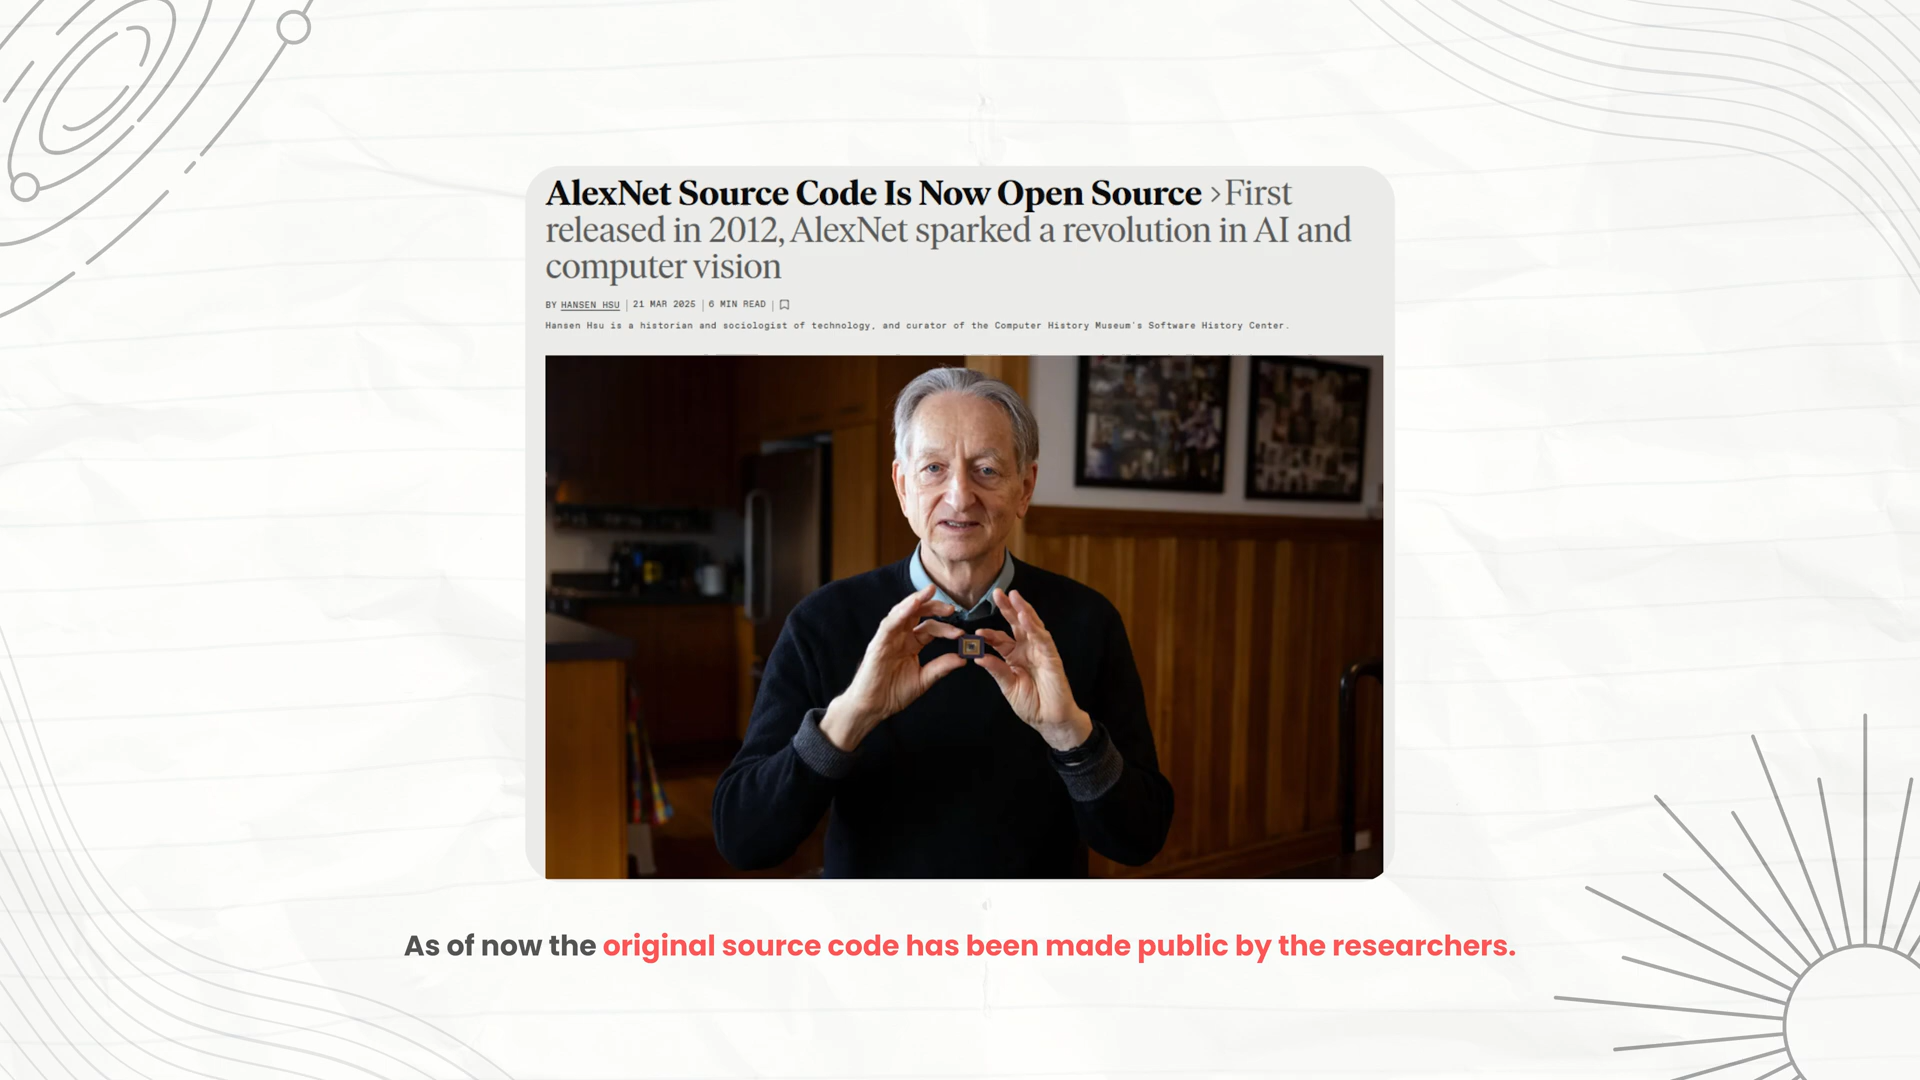 AlexNet Source Code Is Now Open Source › First
released in 2012, AlexNet sparked a revolution in AI and
computer vision
BY HANSEN HSU | 21 MAR 2025 | 6 MIN READ |
Hansen Hsu is a historian and sociologist of technology, and curator of the Computer History Museum's Software History Center.
As of now the original source code has been made public by the researchers.